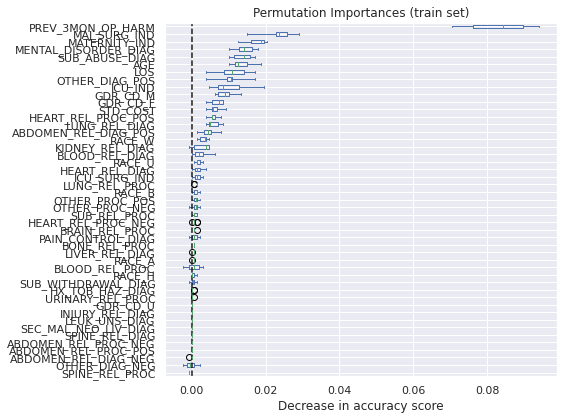 Permutation Importances (train set)
PREV_3MON_OP_HARM
MAJ_SURG_IND
MATERNITY_IND
MENTAL_DISORDER_DIAG
SUB_ABUSE_DIAG
AGE
LOS
OTHER_DIAG_POS
ICU_IND
GDR_CD_M
GDR_CD_F
STD_COST
HEART_REL_PROC_POS
LUNG_REL_DIAG
ABDOMEN_REL_DIAG_POS
RACE_W
KIDNEY_REL_DIAG
BLOOD_REL_DIAG
RACE_U
HEART_REL_DIAG
ICU_SURG_IND
LUNG_REL_PROC
RACE_B
OTHER_PROC_POS
OTHER_PROC_NEG
SUB_REL_PROC
HEART_REL_PROC_NEG
BRAIN_REL_PROC
PAIN_CONTROL_DIAG
BONE_REL_PROC
LIVER_REL_DIAG
RACE_A
BLOOD_REL_PROC
RACE_H
SUB_WITHDRAWAL_DIAG
HX_TOB_HAZ_DIAG
URINARY_REL_PROC
GDR_CD_U
INJURY_REL_DIAG
LEUK_UNS_DIAG
SEC_MAL_NEO_LIV_DIAG
SPINE_REL_DIAG
ABDOMEN_REL_PROC_NEG
ABDOMEN_REL_PROC_POS
ABDOMEN_REL_DIAG_NEG
OTHER_DIAG_NEG
SPINE_REL_PROC
0.00 0.02 0.04 0.06 0.08
Decrease in accuracy score